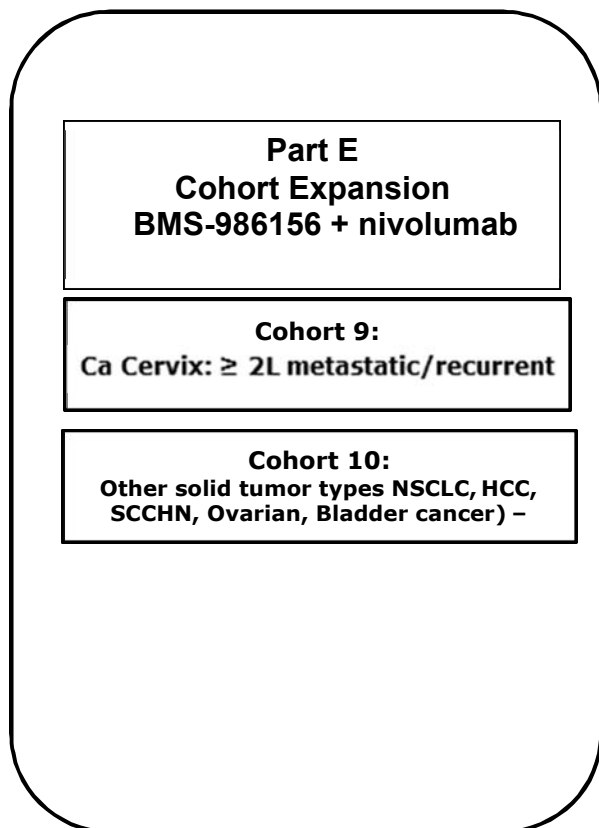 Part E
Cohort Expansion
BMS-986156 + nivolumab
Cohort 9:
Ca Cervix: ≥ 2L metastatic/recurrent
Cohort 10:
Other solid tumor types NSCLC, HCC,
SCCHN, Ovarian, Bladder cancer) –